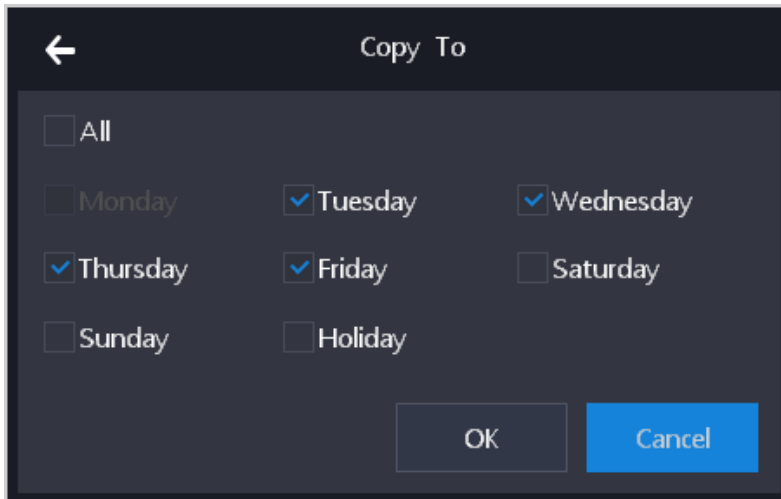 Copy To
All
Monday Tuesday Wednesday
Thursday Friday Saturday
Sunday Holiday
OK Cancel